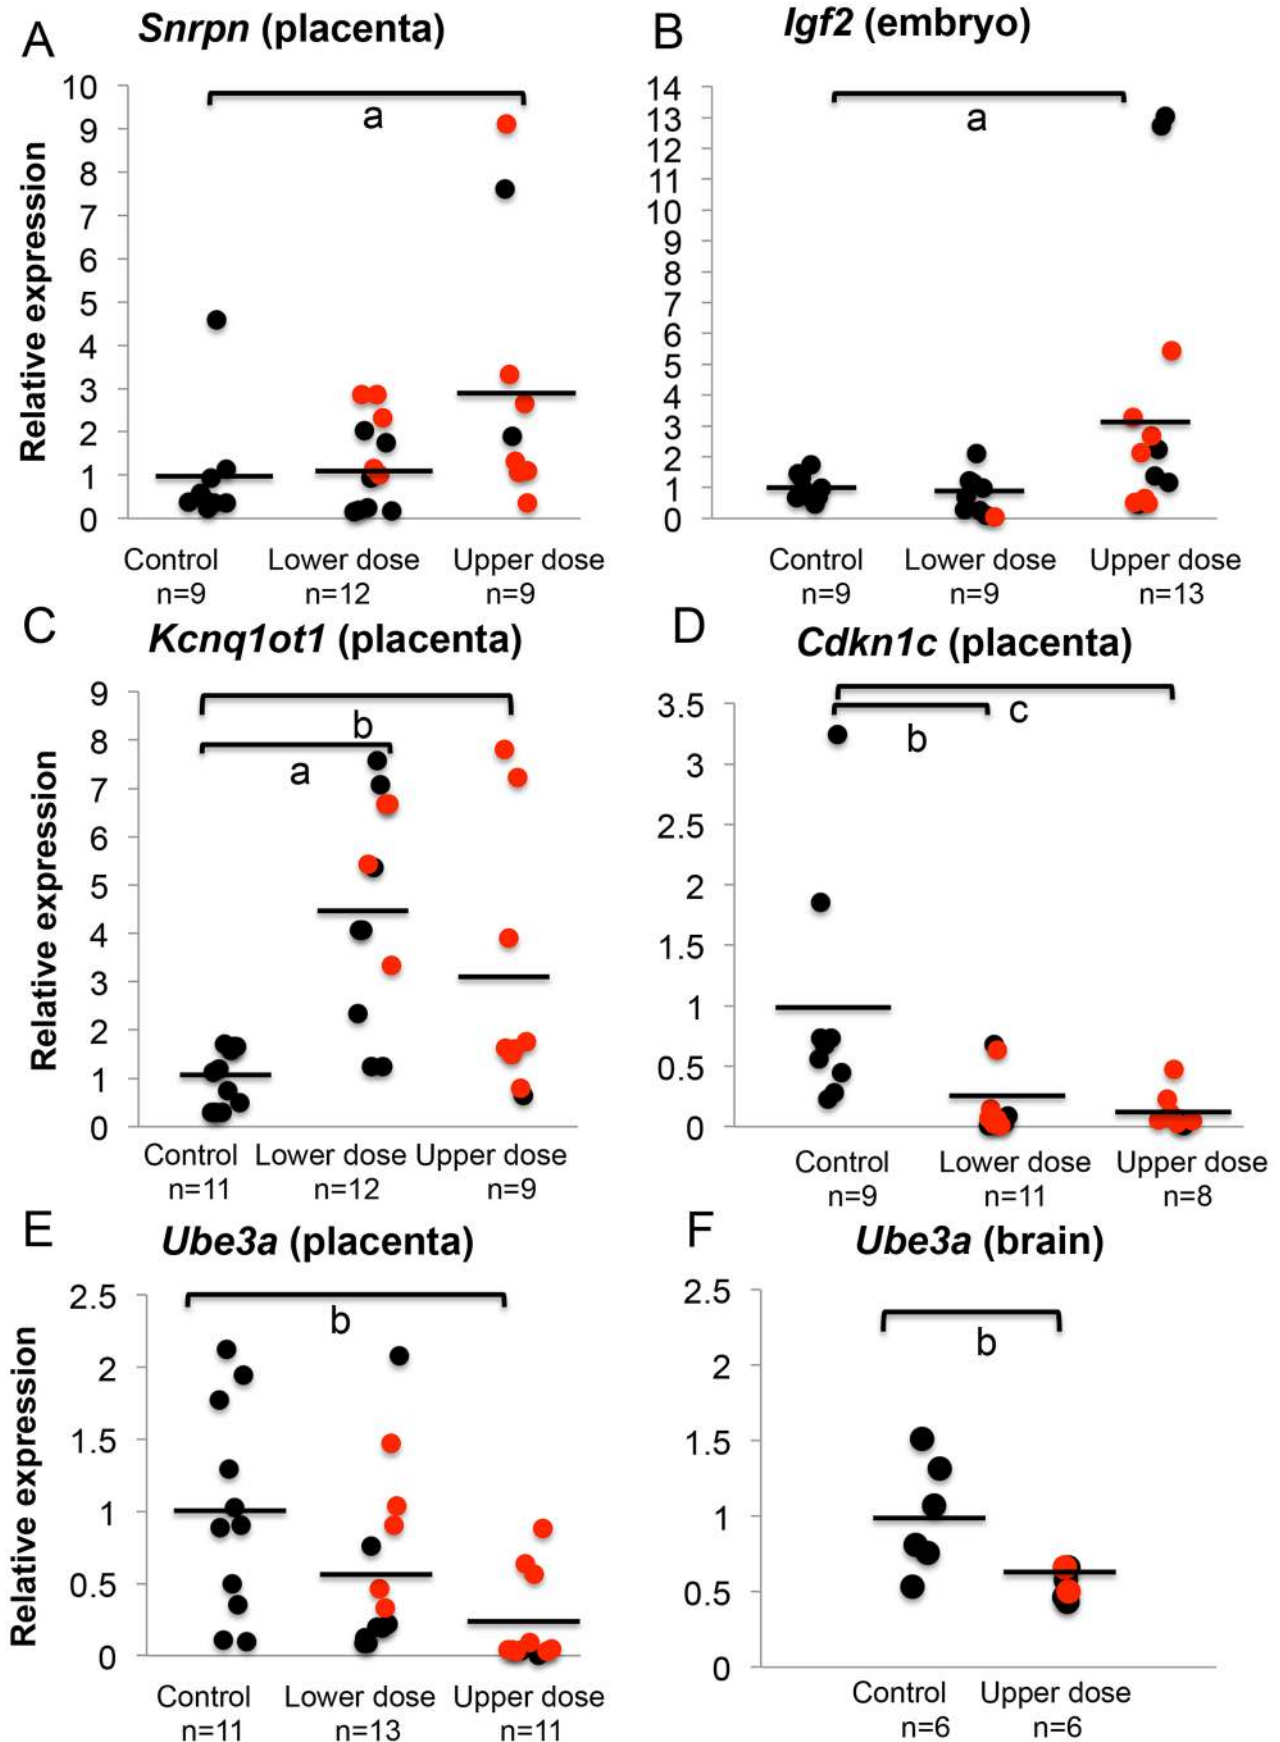 A
Snrpn (placenta)
Relative expression
10
9
8
7
6
5
4
3
2
1
0
a
Control
n=9
Lower dose
n=12
Upper dose
n=9
B
Igf2 (embryo)
14
13
12
11
10
9
8
7
6
5
4
3
2
1
0
a
Control
n=9
Lower dose
n=9
Upper dose
n=13
C
Kcnq1ot1 (placenta)
Relative expression
9
8
7
6
5
4
3
2
1
0
b
a
Control
n=11
Lower dose
n=12
Upper dose
n=9
D
Cdkn1c (placenta)
3.5
3
2.5
2
1.5
1
0.5
0
c
b
Control
n=9
Lower dose
n=11
Upper dose
n=8
E
Ube3a (placenta)
Relative expression
2.5
2
1.5
1
0.5
0
b
Control
n=11
Lower dose
n=13
Upper dose
n=11
F
Ube3a (brain)
2.5
2
1.5
1
0.5
0
b
Control
n=6
Upper dose
n=6